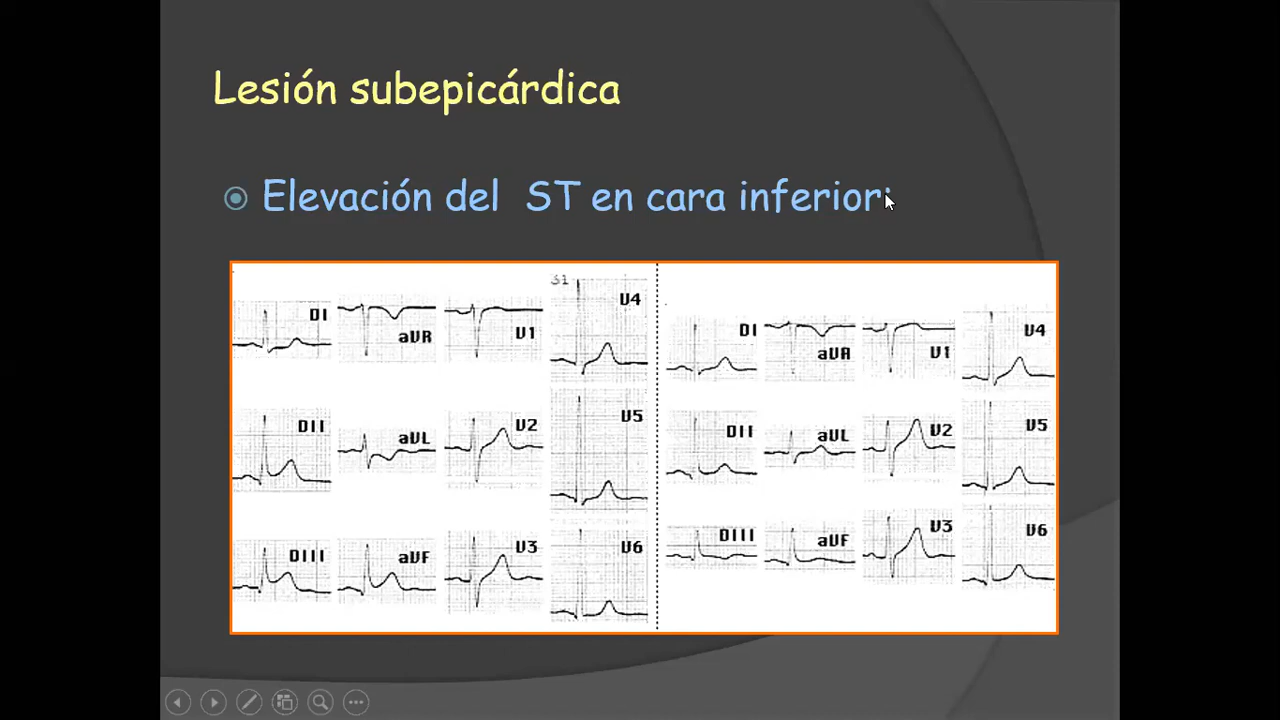 Lesión subepicárdica
Elevación del ST en cara inferior:
S1
DI
aVR
V1
V4
DII
aVL
V2
V5
DIII
aVF
V3
V6
DI
aVR
V1
V4
DII
aVL
V2
V5
DIII
aVF
V3
V6